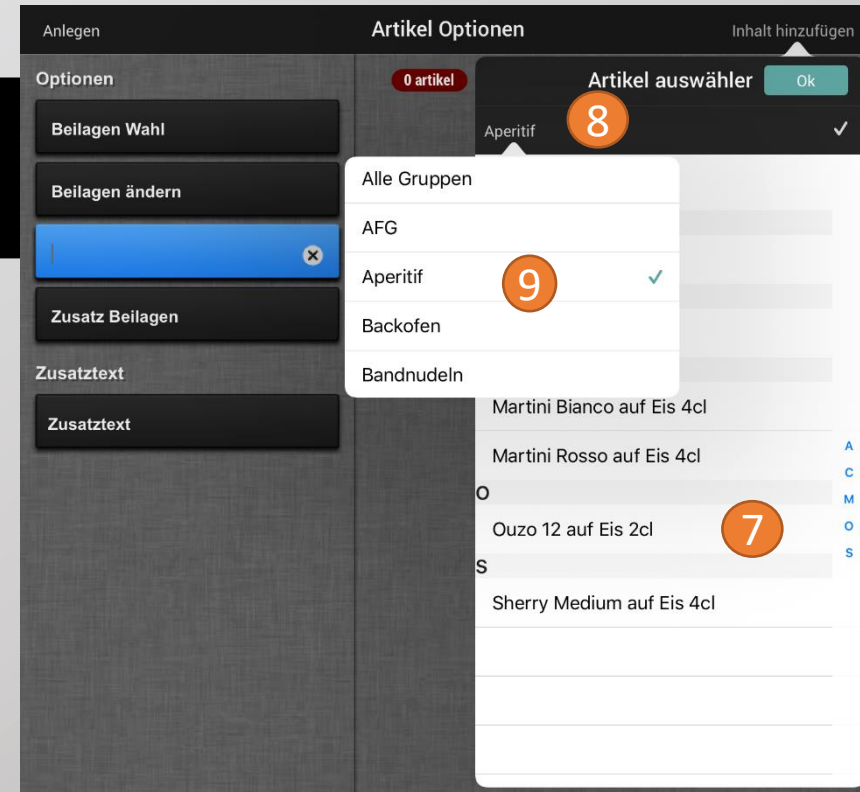 Anlegen
Artikel Optionen
Inhalt hinzufügen
Optionen
Beilagen Wahl
Beilagen ändern
Zusatz Beilagen
Zusatztext
Zusatztext
0 artikel
Artikel auswähler
Ok
Aperitif
8
Alle Gruppen
AFG
Aperitif
9
Backofen
Bandnudeln
Martini Bianco auf Eis 4cl
Martini Rosso auf Eis 4cl
O
Ouzo 12 auf Eis 2cl
7
S
Sherry Medium auf Eis 4cl
A
C
M
O
S